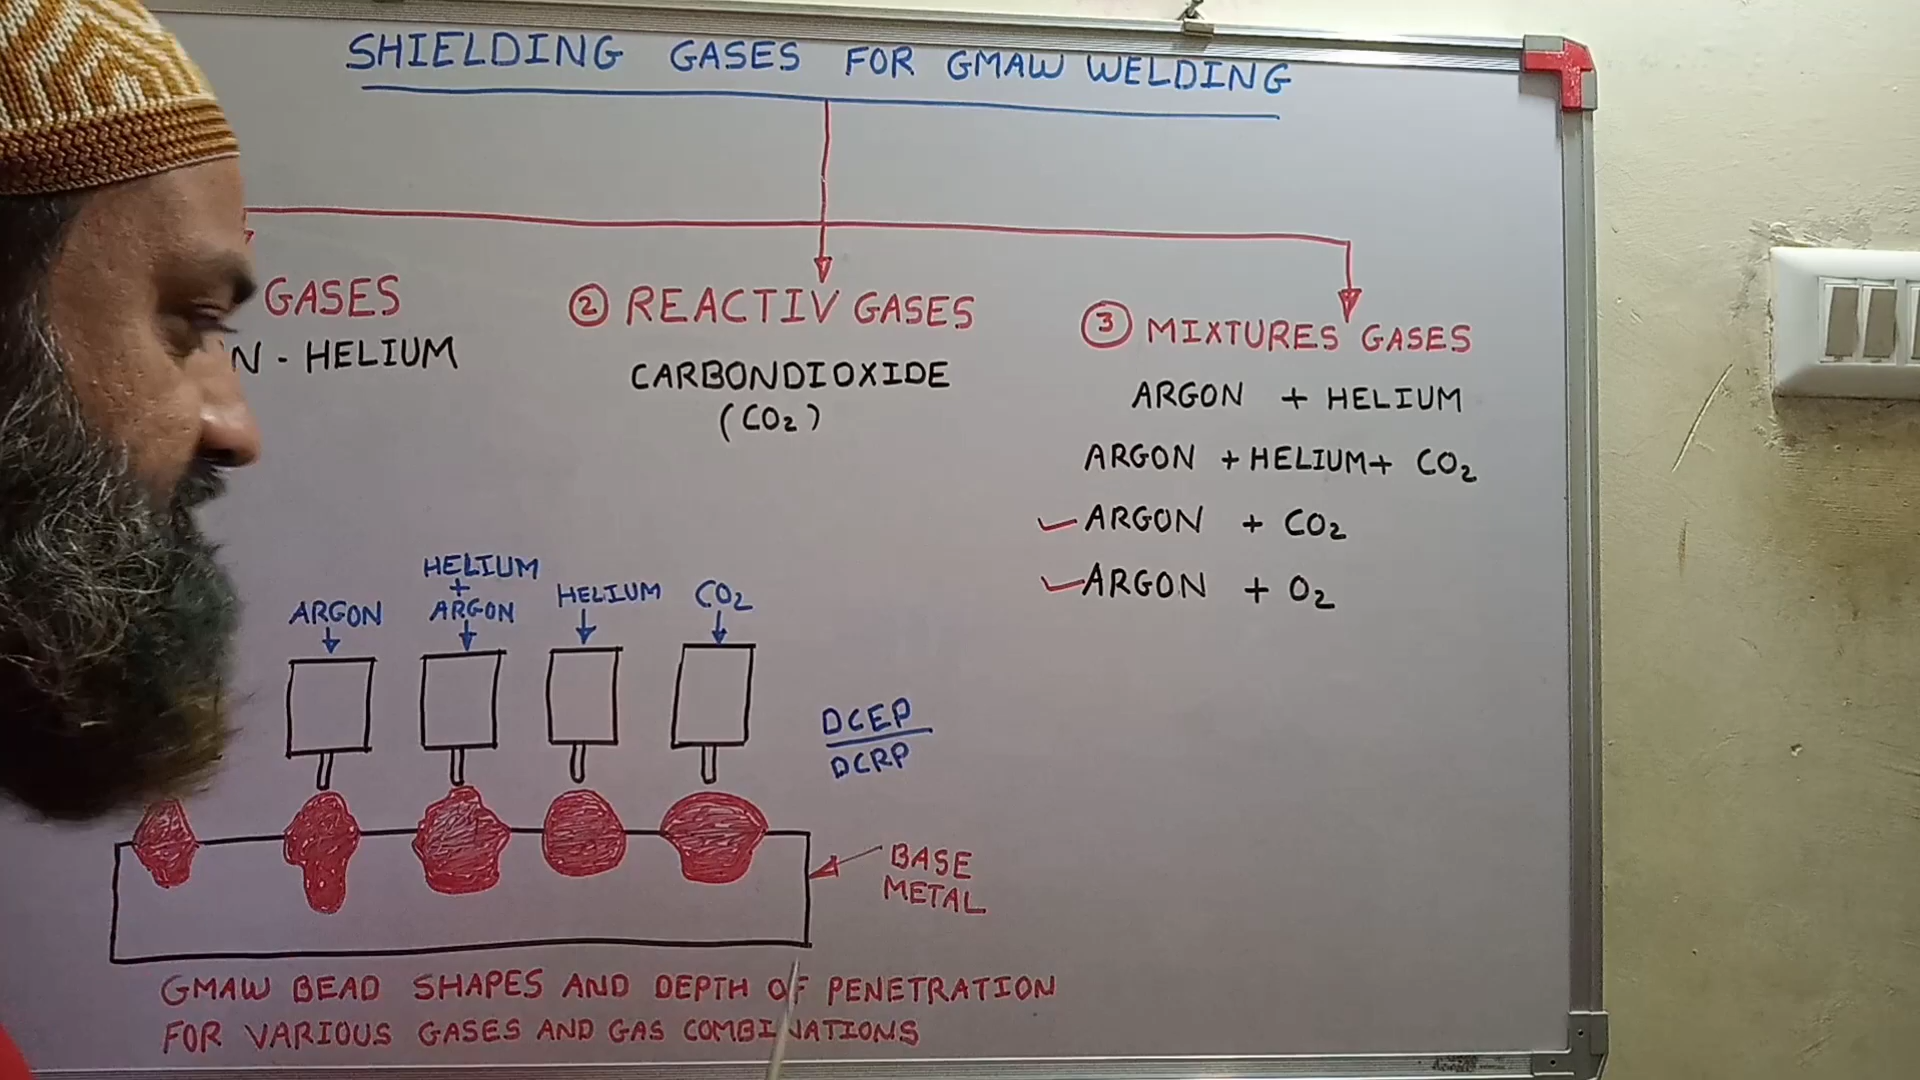 SHIELDING GASES FOR GMAW WELDING
GASES
N - HELIUM
② REACTIV GASES
CARBONDIOXIDE
(CO₂)
③ MIXTURES GASES
ARGON + HELIUM
ARGON + HELIUM + CO₂
ARGON + CO₂
ARGON + O₂
ARGON
HELIUM
+
ARGON
HELIUM
CO₂
DCEP
DCRP
BASE
METAL
GMAW BEAD SHAPES AND DEPTH OF PENETRATION
FOR VARIOUS GASES AND GAS COMBINATIONS